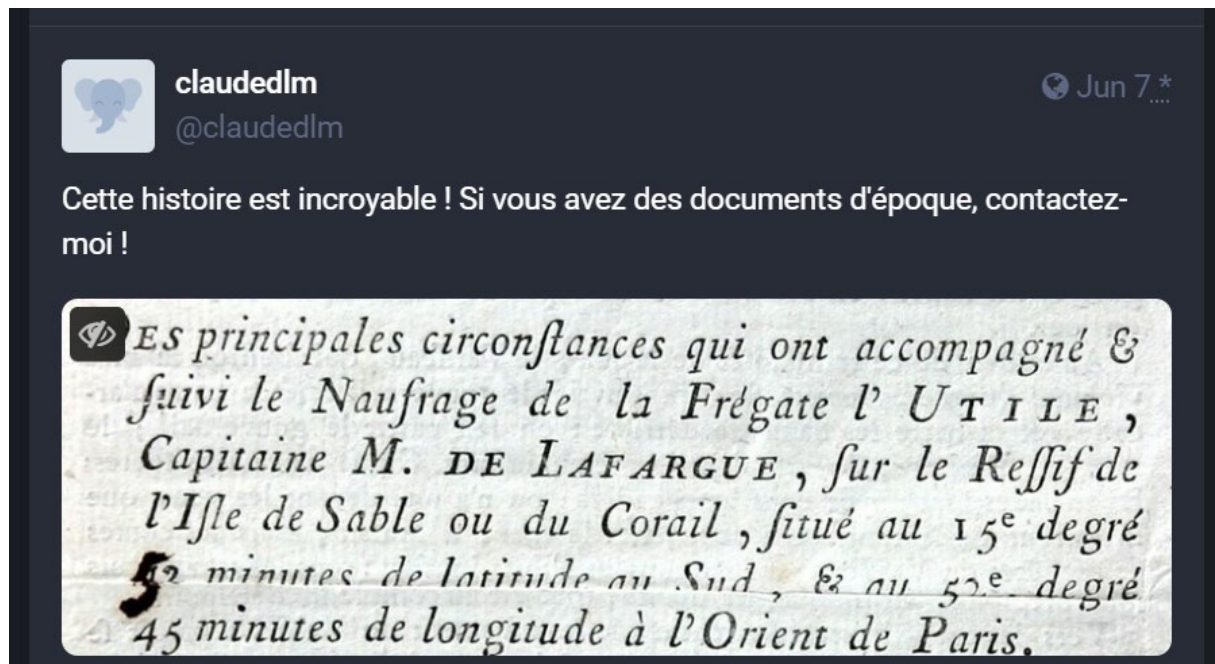 claudedlm
Jun 7 *
@claudedlm
Cette histoire est incroyable ! Si vous avez des documents d'époque, contactez-
moi !
ES principales circonſtances qui ont accompagné &
ſuivi le Naufrage de la Frégate l' UTILE,
Capitaine M. DE LAFARGUE, ſur le Reſſif de
l'Iſle de Sable ou du Corail, ſitué au 15e degré
52 minutes de latitude au Sud, & au 52e degré
45 minutes de longitude à l'Orient de Paris.